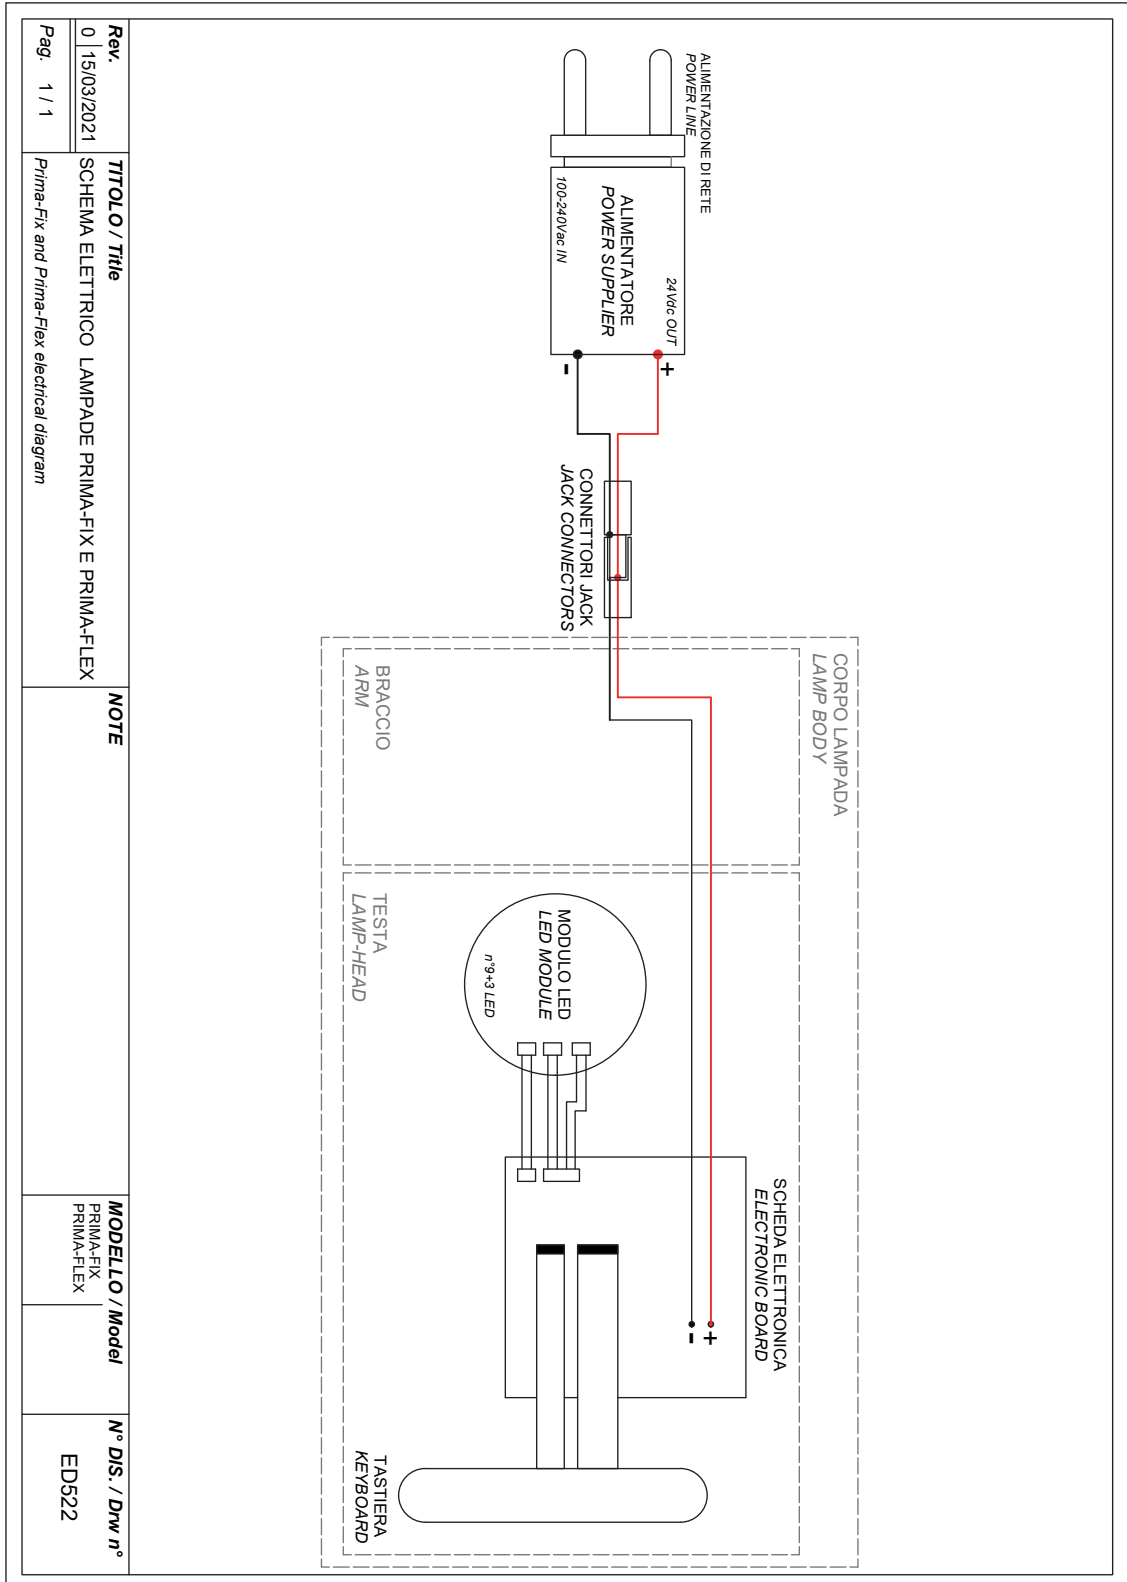 ALIMENTAZIONE DI RETE
POWER LINE
ALIMENTATORE
POWER SUPPLIER
100-240Vac IN
24Vdc OUT
+
-
CONNETTORI JACK
JACK CONNECTORS
CORPO LAMPADA
LAMP BODY
BRACCIO
ARM
TESTA
LAMP-HEAD
MODULO LED
LED MODULE
n°9+3 LED
SCHEDA ELETTRONICA
ELECTRONIC BOARD
+
-
TASTIERA
KEYBOARD
Rev.
0 15/03/2021
Pag. 1 / 1
TITOLO / Title
SCHEMA ELETTRICO LAMPADE PRIMA-FIX E PRIMA-FLEX
Prima-Fix and Prima-Flex electrical diagram
NOTE
MODELLO / Model
PRIMA-FIX
PRIMA-FLEX
N° DIS. / Drw n°
ED522